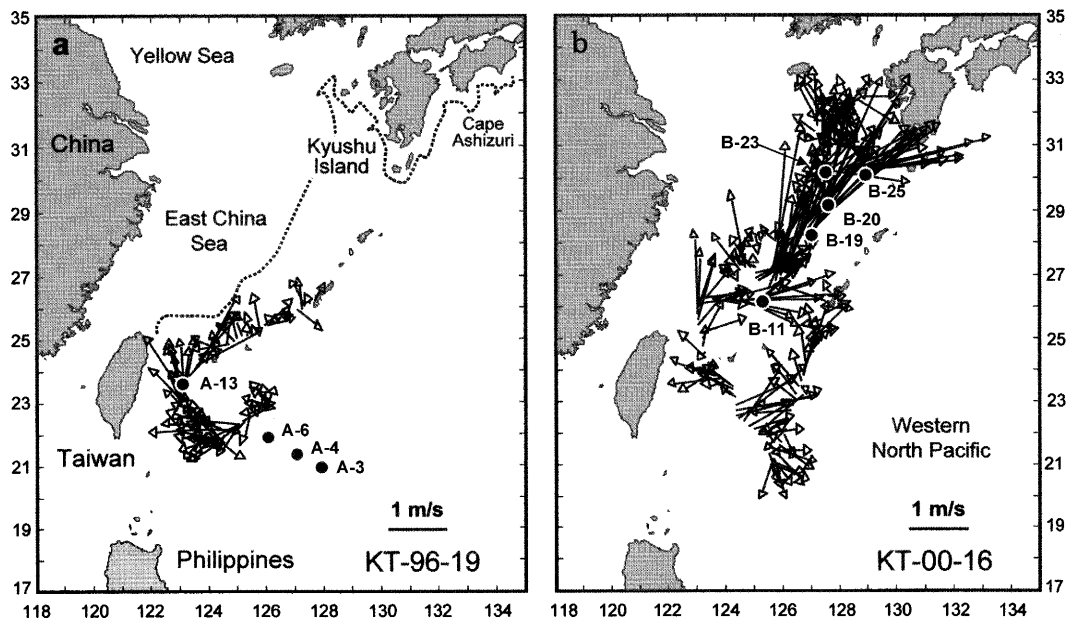 a
Yellow Sea
China
Kyushu
Island
Cape
Ashizuri
East China
Sea
A-13
A-6
A-4
A-3
Taiwan
Philippines
1 m/s
KT-96-19
35
33
31
29
27
25
23
21
19
17
118 120 122 124 126 128 130 132 134
b
B-23
B-25
B-20
B-19
B-11
Western
North Pacific
1 m/s
KT-00-16
35
33
31
29
27
25
23
21
19
17
118 120 122 124 126 128 130 132 134